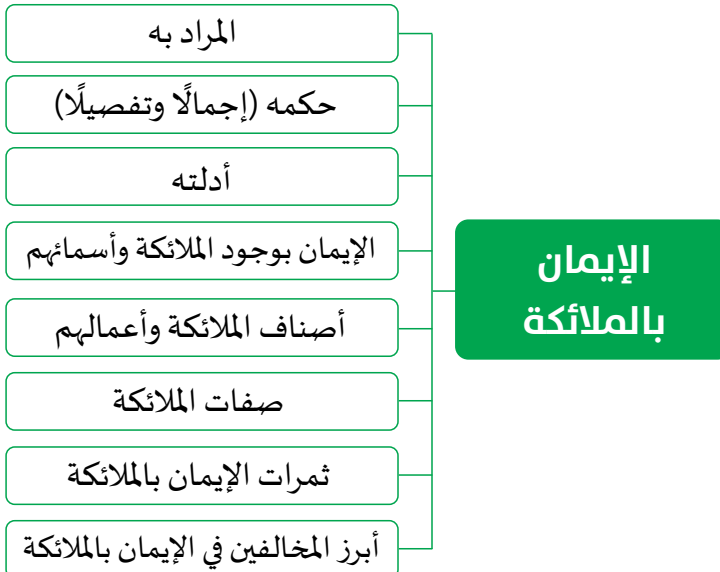 الإيمان
بالملائكة
المراد به
حكمه (إجمالًا وتفصيلًا)
أدلته
الإيمان بوجود الملائكة وأسمائهم
أصناف الملائكة وأعمالهم
صفات الملائكة
ثمرات الإيمان بالملائكة
أبرز المخالفين في الإيمان بالملائكة